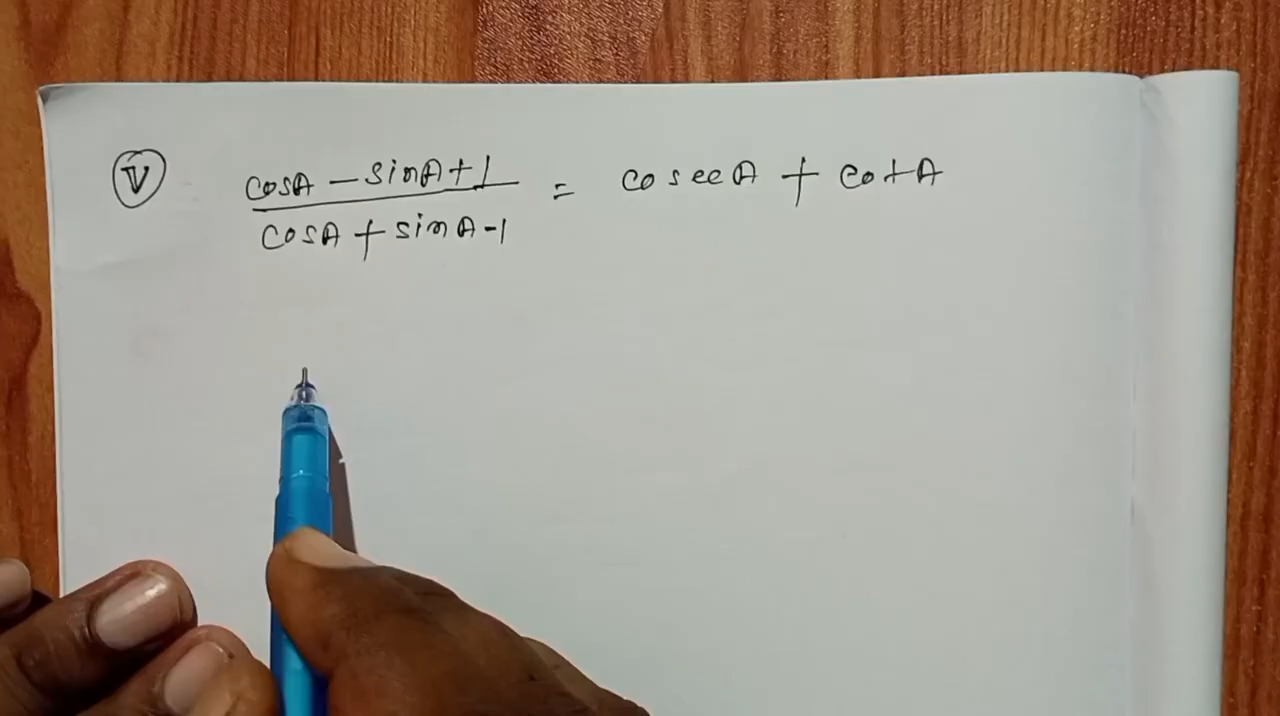 (V) cosA - sinA + 1 = cosecA + cotA
cosA + sinA - 1